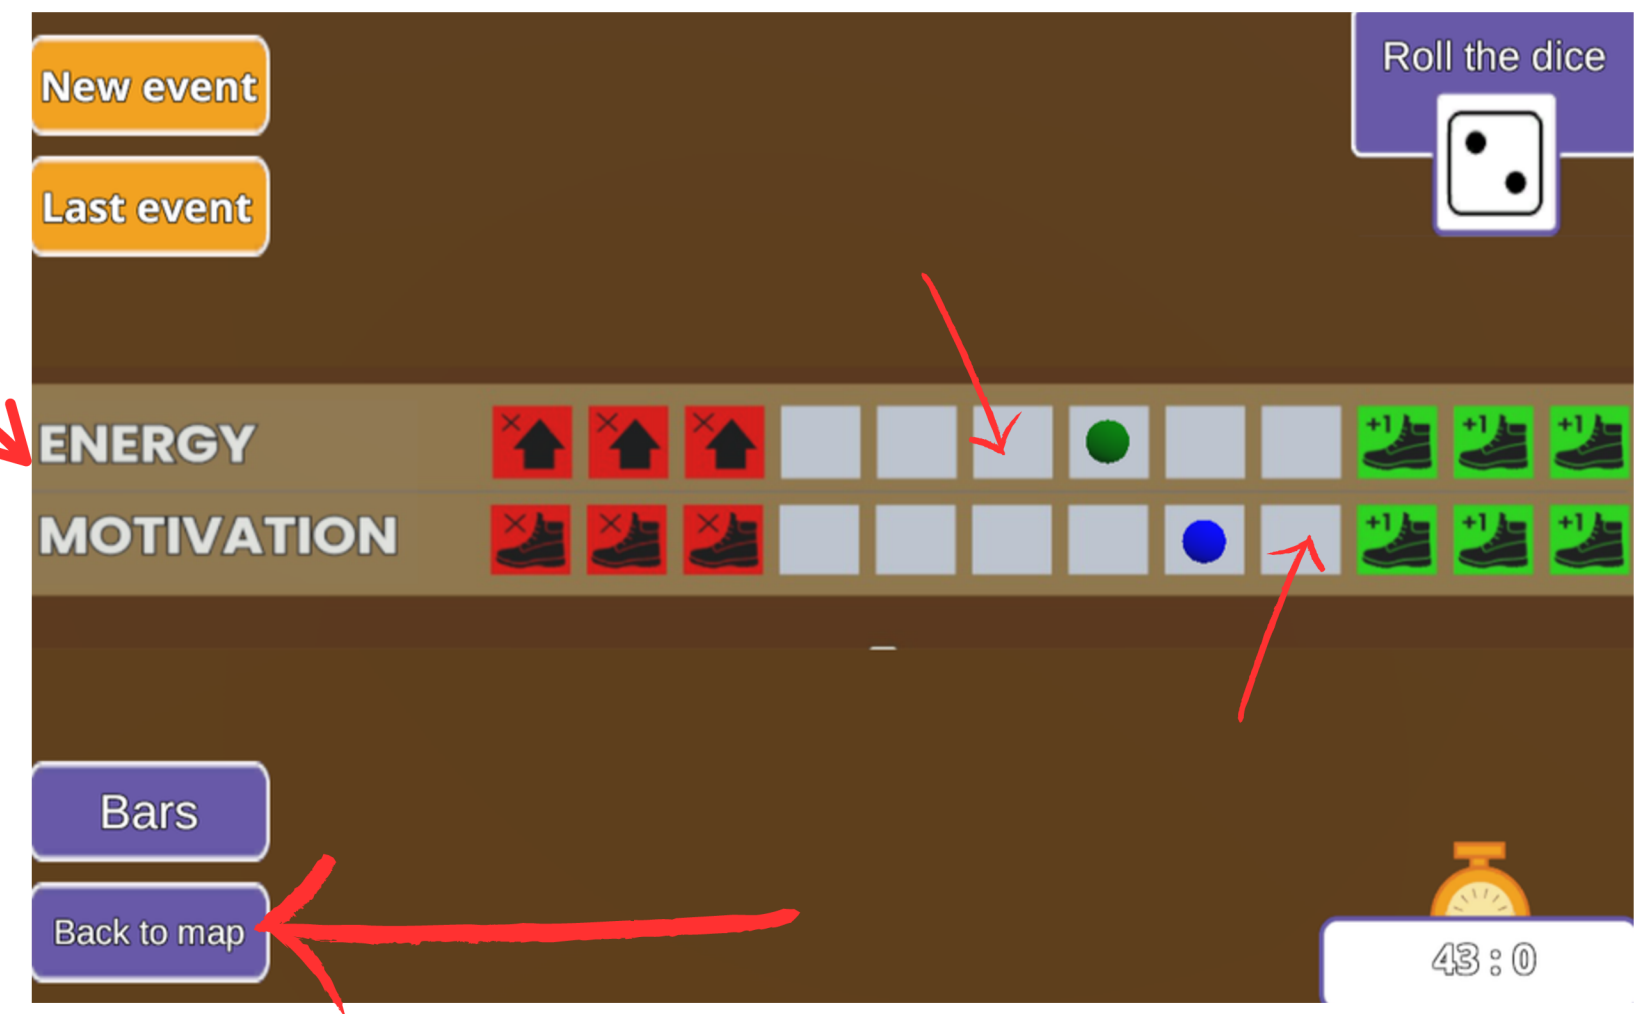 New event
Roll the dice
Last event
ENERGY
+1 +1 +1
MOTIVATION
+1 +1 +1
Bars
Back to map
43 : 0